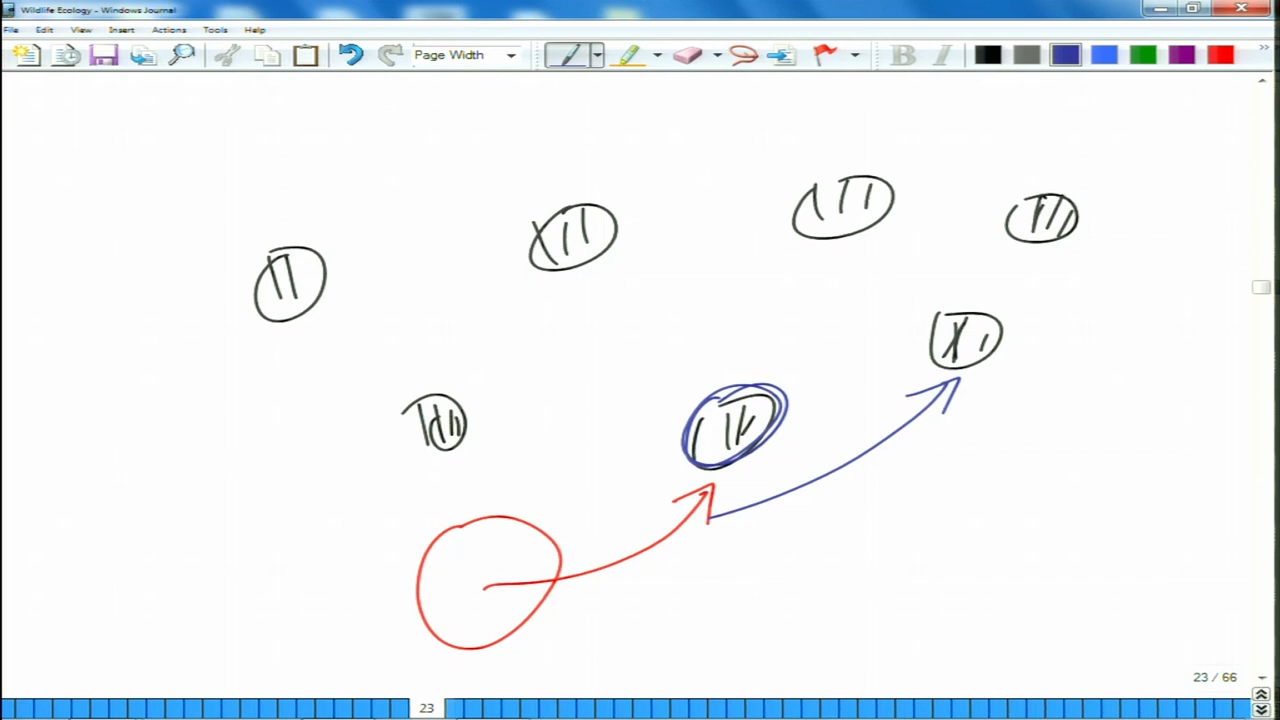 Wildlife Ecology - Windows Journal
File Edit View Insert Actions Tools Help
Page Width B I
23 / 66
23